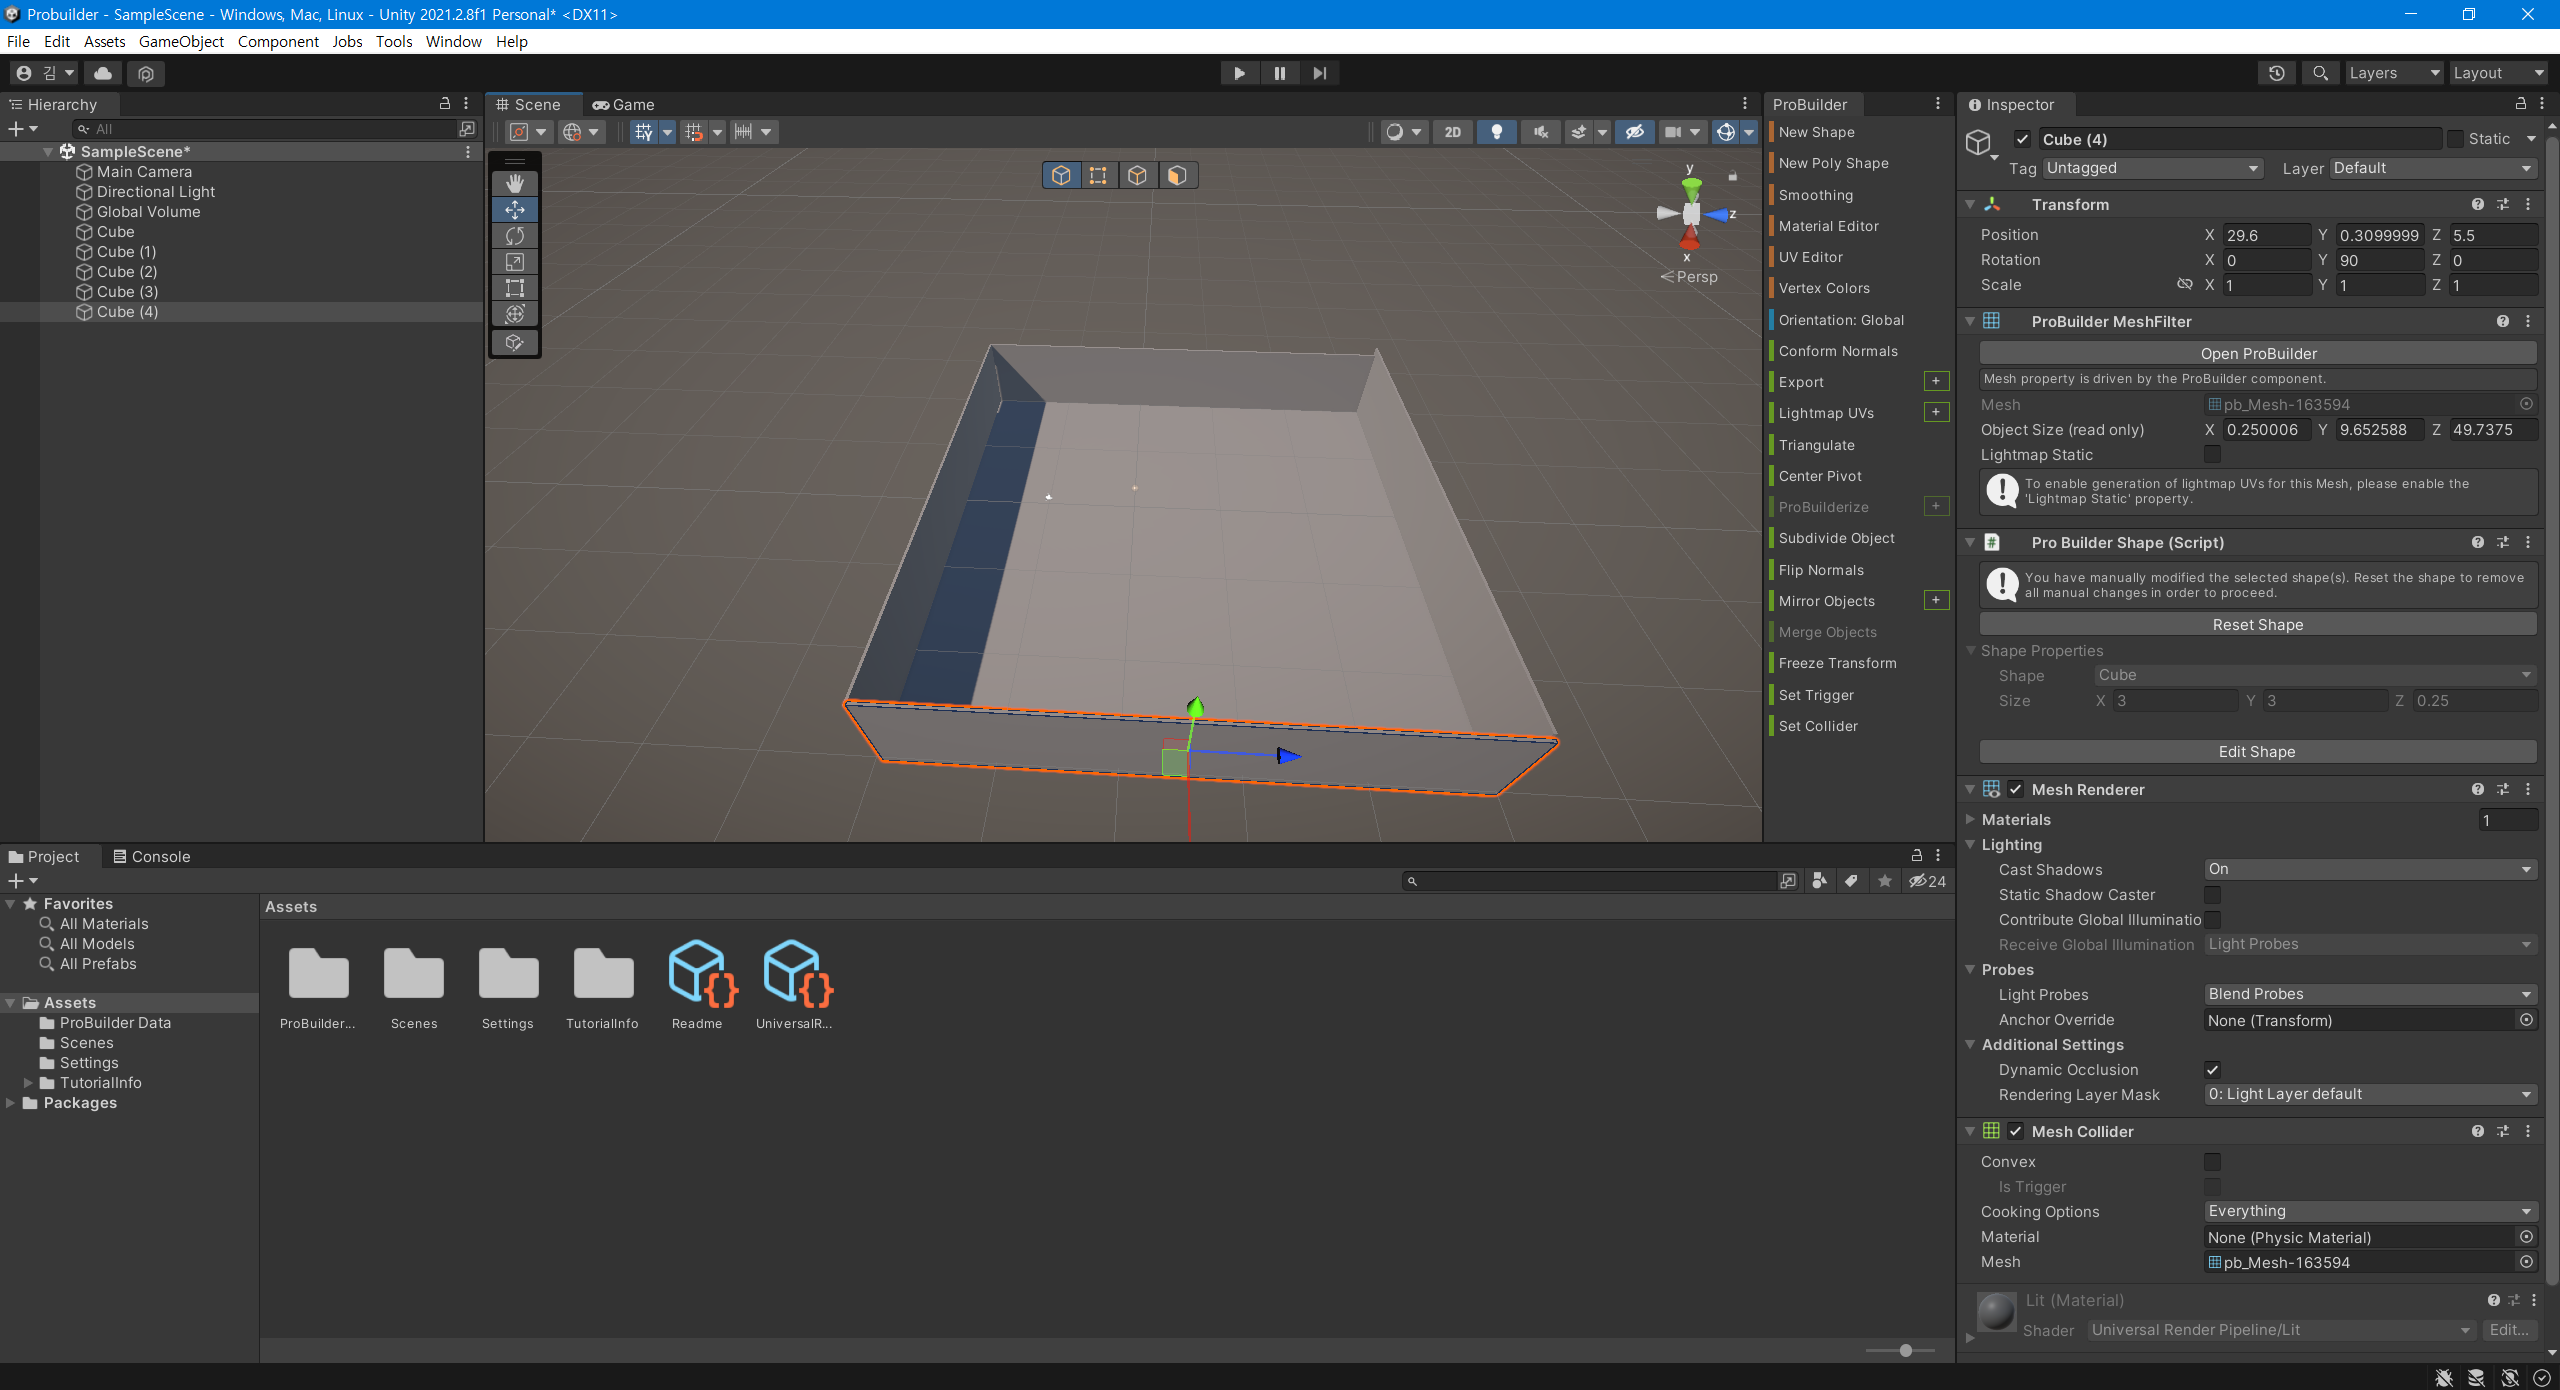 Probuilder - SampleScene - Windows, Mac, Linux - Unity 2021.2.8f1 Personal* <DX11>
File Edit Assets GameObject Component Jobs Tools Window Help
김
Layers Layout
Hierarchy
All
SampleScene*
Main Camera
Directional Light
Global Volume
Cube
Cube (1)
Cube (2)
Cube (3)
Cube (4)
Scene Game
2D
y
z
x
Persp
ProBuilder
New Shape
New Poly Shape
Smoothing
Material Editor
UV Editor
Vertex Colors
Orientation: Global
Conform Normals
Export +
Lightmap UVs +
Triangulate
Center Pivot
ProBuilderize +
Subdivide Object
Flip Normals
Mirror Objects +
Merge Objects
Freeze Transform
Set Trigger
Set Collider
Inspector
Cube (4) Static
Tag Untagged Layer Default
Transform
Position X 29.6 Y 0.3099999 Z 5.5
Rotation X 0 Y 90 Z 0
Scale X 1 Y 1 Z 1
ProBuilder MeshFilter
Open ProBuilder
Mesh property is driven by the ProBuilder component.
Mesh pb_Mesh-163594
Object Size (read only) X 0.250006 Y 9.652588 Z 49.7375
Lightmap Static
To enable generation of lightmap UVs for this Mesh, please enable the
'Lightmap Static' property.
Pro Builder Shape (Script)
You have manually modified the selected shape(s). Reset the shape to remove
all manual changes in order to proceed.
Reset Shape
Shape Properties
Shape Cube
Size X 3 Y 3 Z 0.25
Edit Shape
Mesh Renderer
Materials 1
Lighting
Cast Shadows On
Static Shadow Caster
Contribute Global Illuminatio
Receive Global Illumination Light Probes
Probes
Light Probes Blend Probes
Anchor Override None (Transform)
Additional Settings
Dynamic Occlusion
Rendering Layer Mask 0: Light Layer default
Mesh Collider
Convex
Is Trigger
Cooking Options Everything
Material None (Physic Material)
Mesh pb_Mesh-163594
Lit (Material)
Shader Universal Render Pipeline/Lit Edit...
Project Console
24
Favorites
All Materials
All Models
All Prefabs
Assets
ProBuilder Data
Scenes
Settings
TutorialInfo
Packages
Assets
ProBuilder... Scenes Settings TutorialInfo Readme UniversalR...